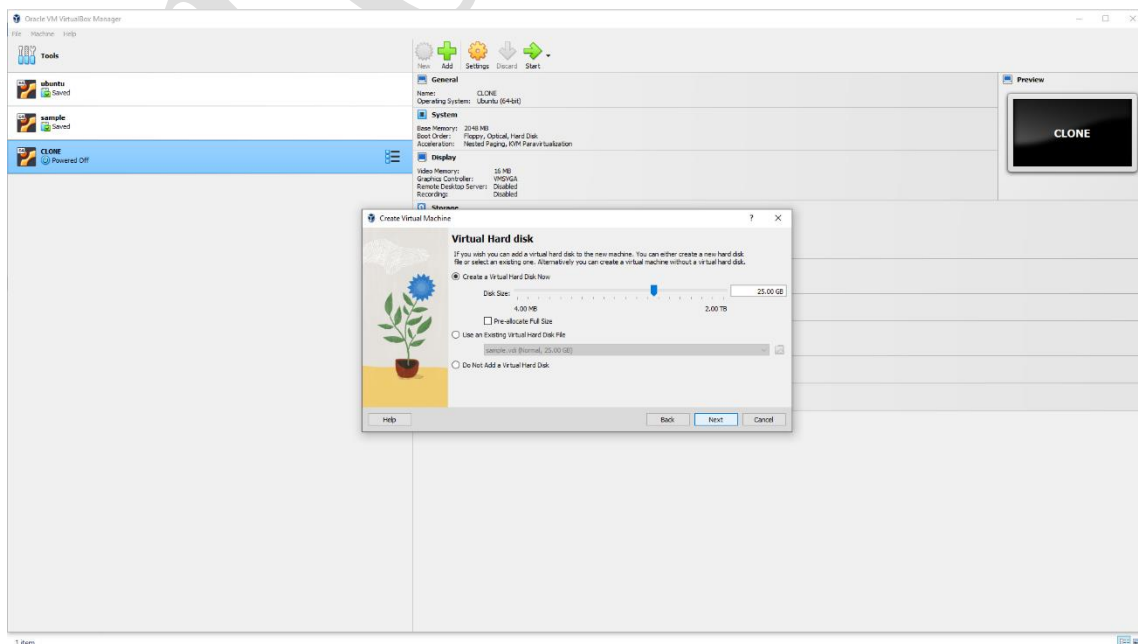 Oracle VM VirtualBox Manager
File Machine Help
Tools
New Add Settings Discard Start
ubuntu
Saved
sample
Saved
CLONE
Powered Off
General
Name: CLONE
Operating System: Ubuntu (64-bit)
System
Base Memory: 2048 MB
Boot Order: Floppy, Optical, Hard Disk
Acceleration: Nested Paging, KVM Paravirtualization
Display
Video Memory: 16 MB
Graphics Controller: VMSVGA
Remote Desktop Server: Disabled
Recording: Disabled
Storage
Preview
CLONE
Create Virtual Machine
? X
Virtual Hard disk
If you wish you can add a virtual hard disk to the new machine. You can either create a new hard disk
file or select an existing one. Alternatively you can create a virtual machine without a virtual hard disk.
Create a Virtual Hard Disk Now
Disk Size: 25.00 GB
4.00 MB 2.00 TB
Pre-allocate Full Size
Use an Existing Virtual Hard Disk File
sample.vdi (Normal, 25.00 GB)
Do Not Add a Virtual Hard Disk
Help Back Next Cancel
1 item